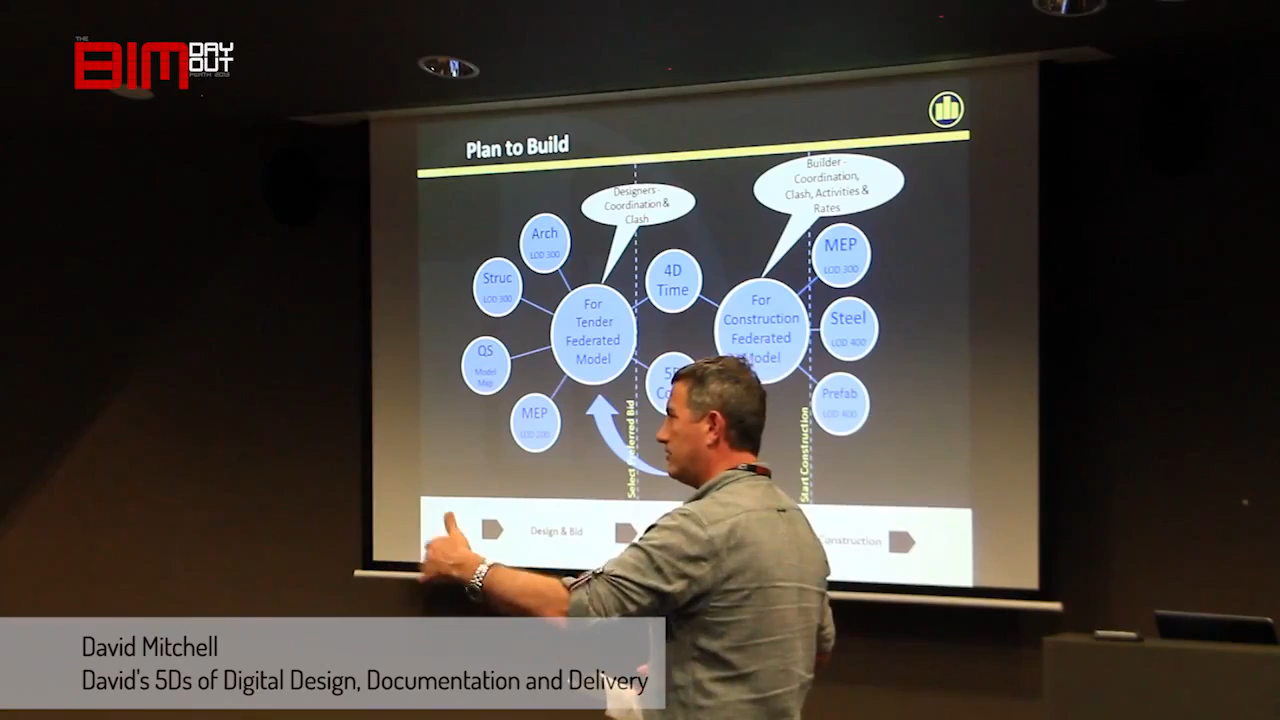 THE
BIM
DAY
OUT
Plan to Build
Designers -
Coordination &
Clash
Builder -
Coordination,
Clash, Activities &
Rates
Arch
LOD 300
Struc
LOD 300
QS
Model
Map
MEP
LOD 200
For
Tender
Federated
Model
4D
Time
5D
For
Construction
Federated
Model
MEP
LOD 300
Steel
LOD 400
Prefab
LOD 400
Select Preferred Bid
Start Construction
Design & Bid
Construction
David Mitchell
David's 5Ds of Digital Design, Documentation and Delivery